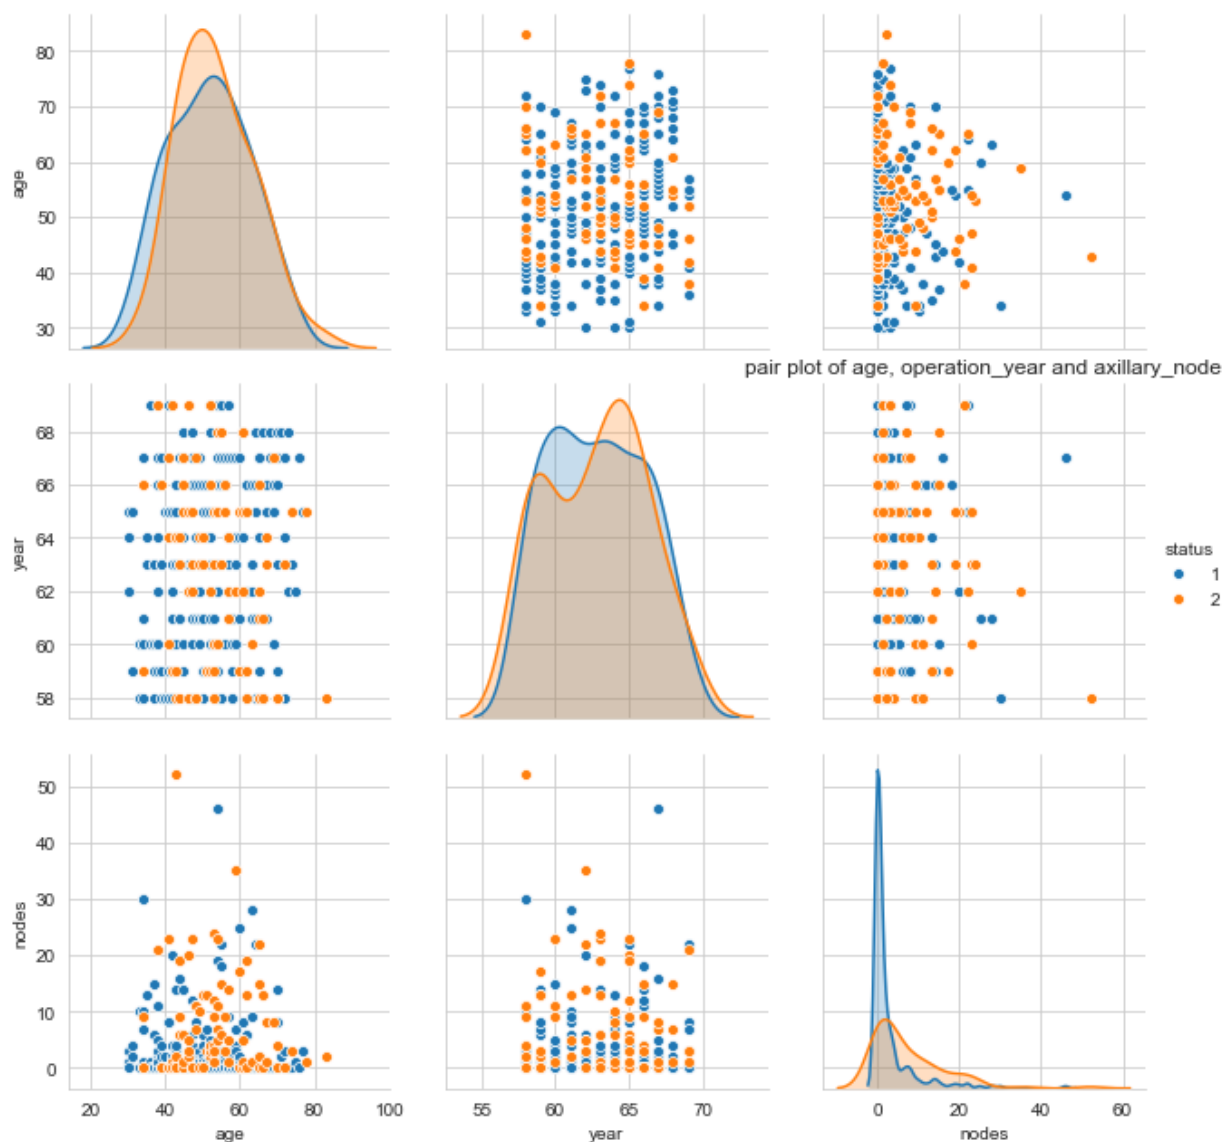 80
70
60
50
40
30
age
pair plot of age, operation_year and axillary_node
68
66
64
62
60
58
year
status
1
2
50
40
30
20
10
0
nodes
20 40 60 80 100
age
55 60 65 70
year
0 20 40 60
nodes